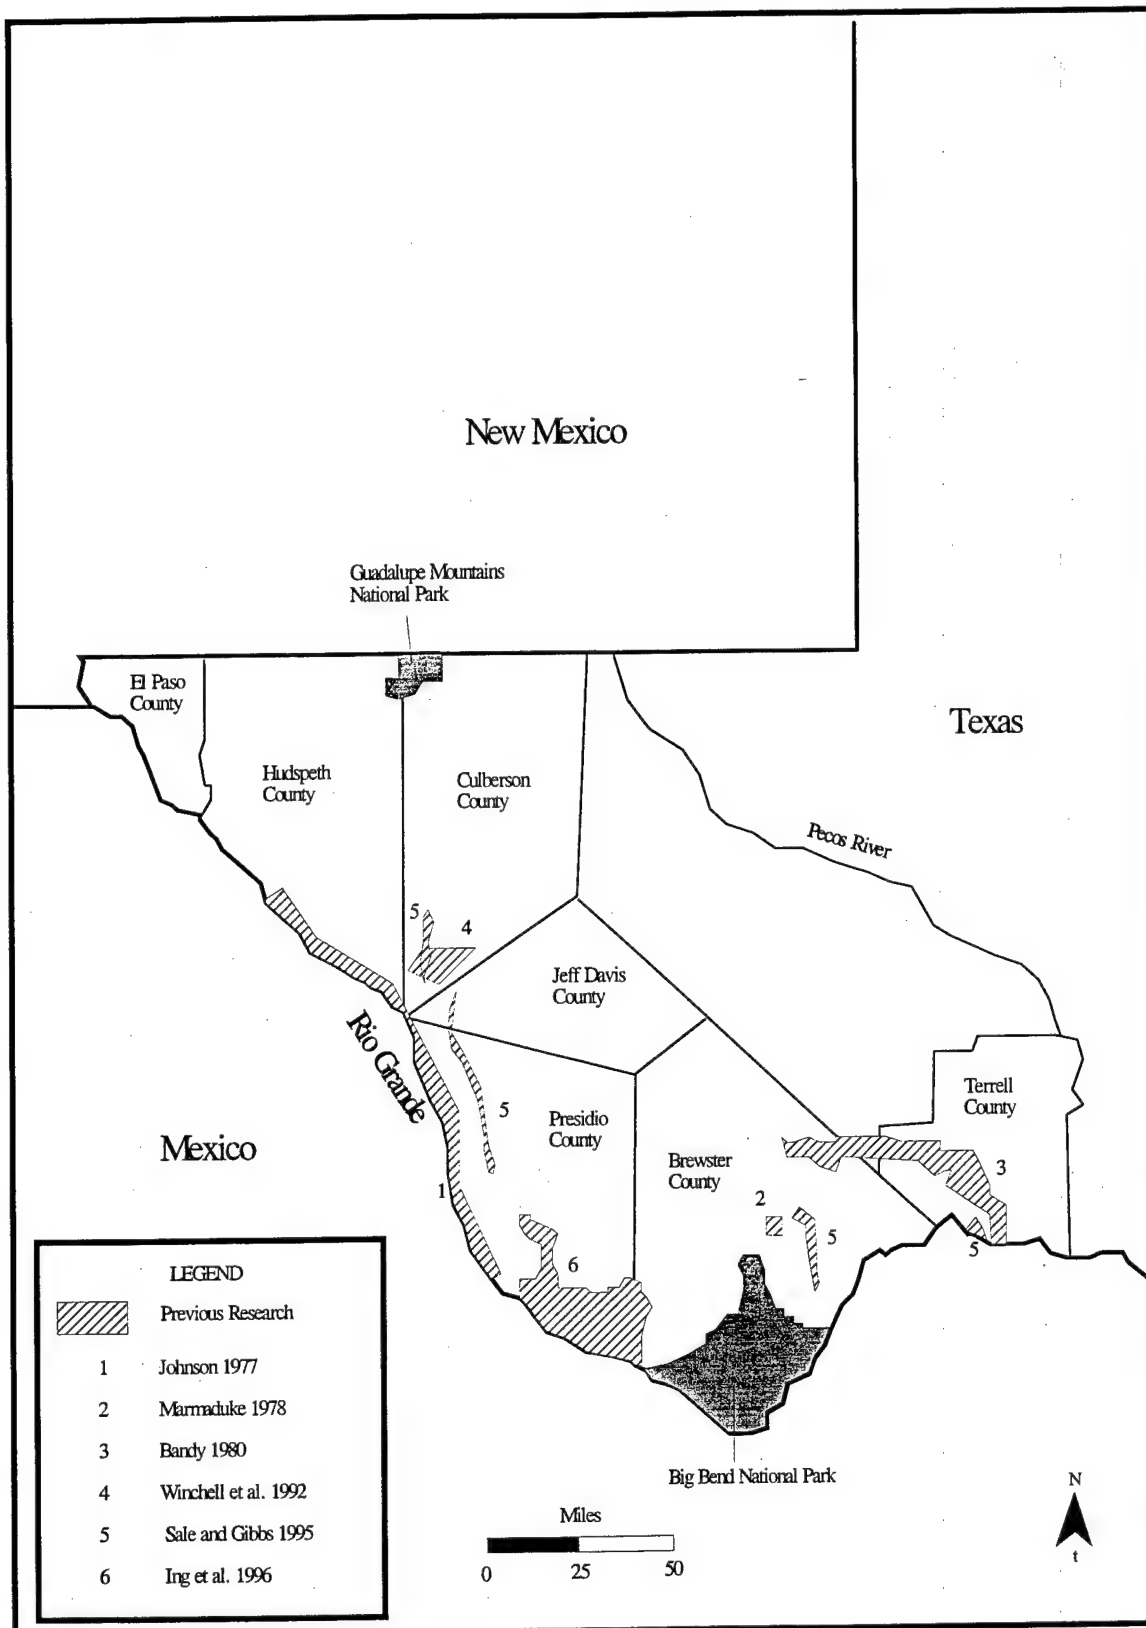 New Mexico
Guadalupe Mountains
National Park
El Paso
County
Texas
Hudspeth
County
Culberson
County
Pecos River
5
4
Jeff Davis
County
Rio Grande
Terrell
County
5
Presidio
County
Mexico
Brewster
County
3
1
2
5
5
6
LEGEND
Previous Research
1 Johnson 1977
2 Marmaduke 1978
3 Bandy 1980
4 Winchell et al. 1992
5 Sale and Gibbs 1995
6 Ing et al. 1996
Big Bend National Park
Miles
0 25 50
N
t